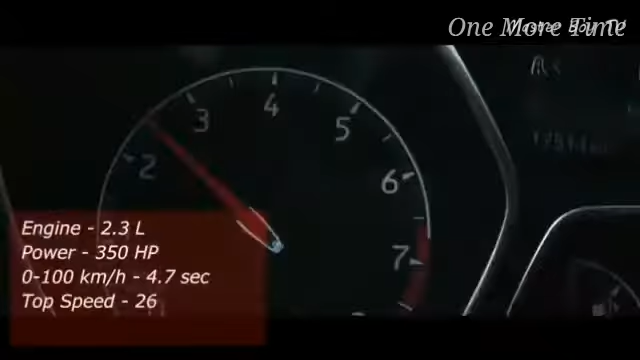 One More Time
3
4
5
2
6
7
Engine - 2.3 L
Power - 350 HP
0-100 km/h - 4.7 sec
Top Speed - 26